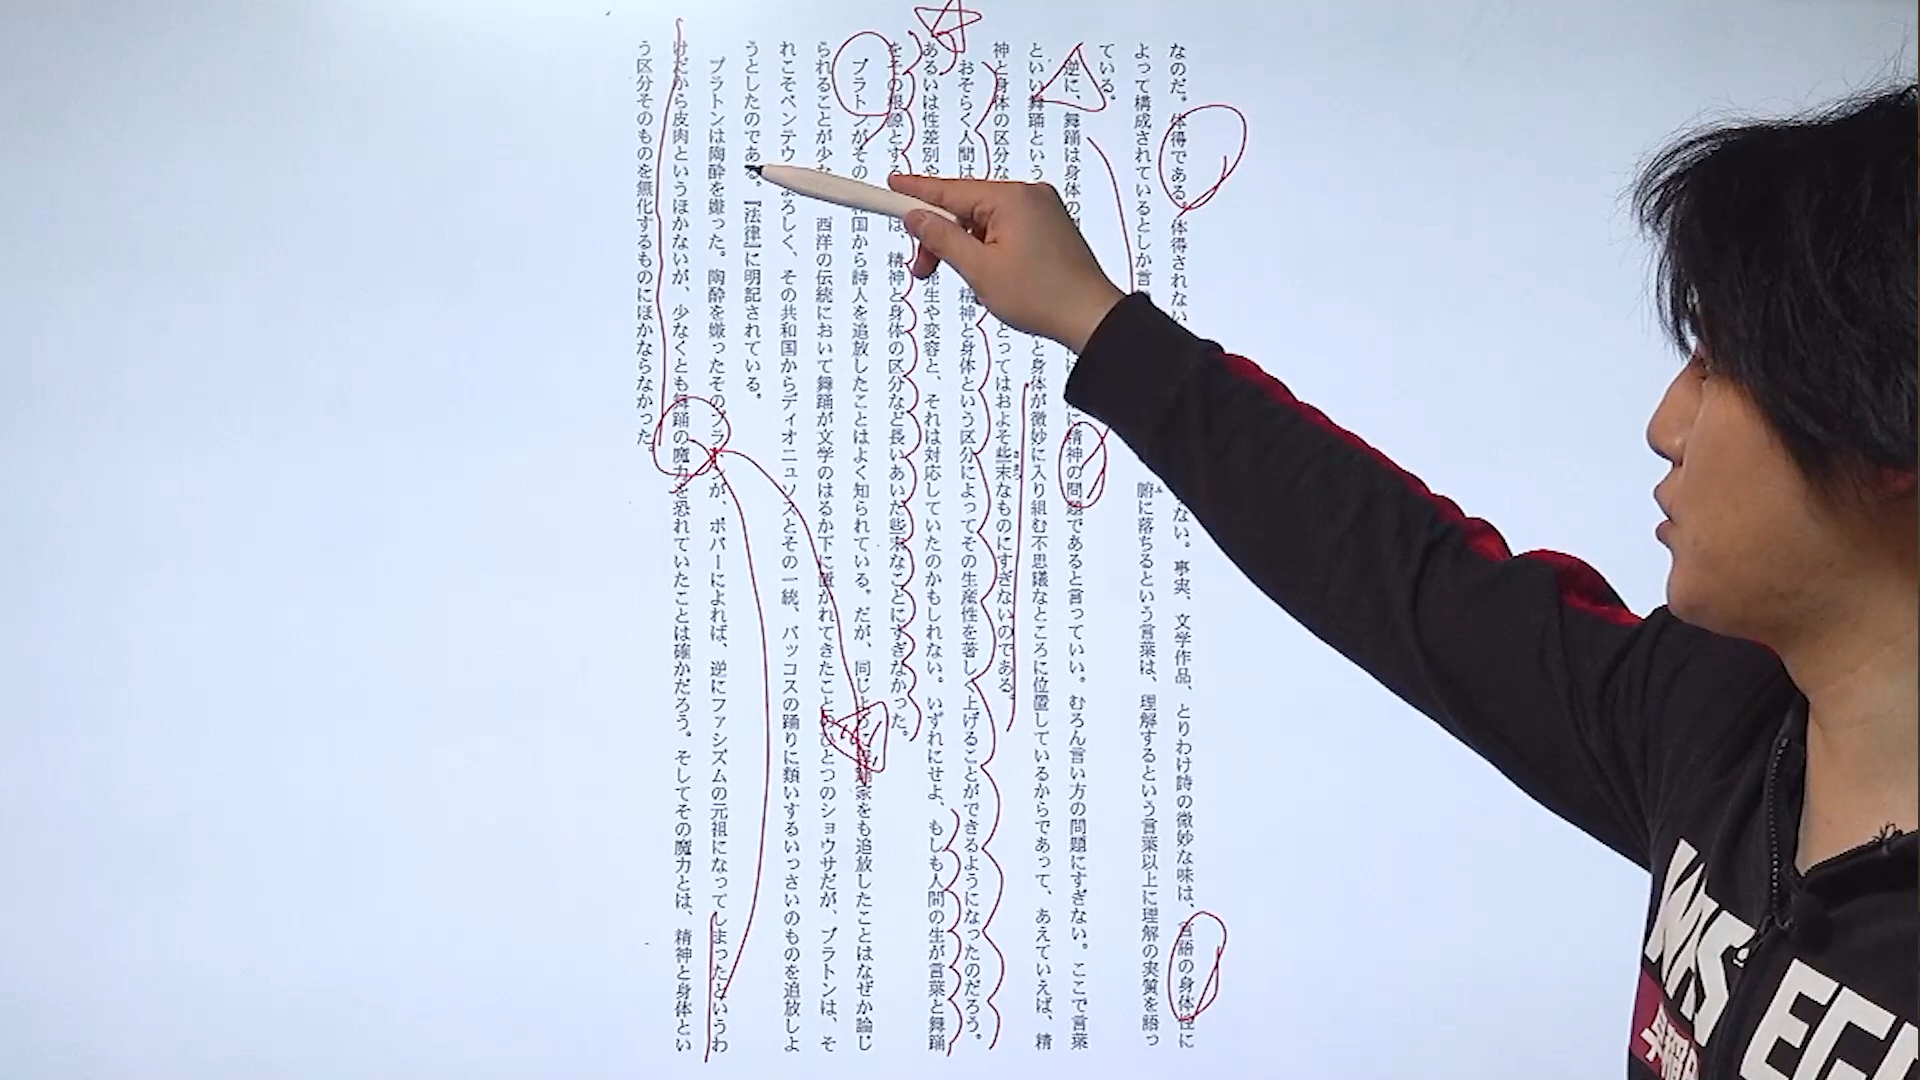 なのだ。体得である。体得されない
ない。事実、文学作品、とりわけ詩の微妙な味は、言語の身体性に
よって構成されているとしか言
腑に落ちるという言葉は、理解するという言葉以上に理解の実質を語っ
ふ
ている。
逆に、舞踊は身体の
に精神の問題であると言っていい。むろん言い方の問題にすぎない。ここで言葉
といい舞踊という
と身体が微妙に入り組む不思議なところに位置しているからであって、あえていえば、精
神と身体の区分な
とってはおよそ些末なものにすぎないのである。
さまつ
おそらく人間は
精神と身体という区分によってその生産性を著しく上げることができるようになったのだろう。
あるいは性差別や
発生や変容と、それは対応していたのかもしれない。いずれにせよ、もしも人間の生が言葉と舞踊
をその根源とする
は、精神と身体の区分など長いあいだ些末なことにすぎなかった。
プラトンがその
和国から詩人を追放したことはよく知られている。だが、同じように舞踊家をも追放したことはなぜか論じ
られることが少な
西洋の伝統において舞踊が文学のはるか下に置かれてきたことのひとつのショウサだが、プラトンは、そ
れこそペンテウ
よろしく、その共和国からディオニュソスとその一統、バッコスの踊りに類いするいっさいのものを追放しよ
うとしたのである。『法律』に明記されている。
プラトンは陶酔を嫌った。陶酔を嫌ったそのプラトンが、ポパーによれば、逆にファシズムの元祖になってしまったというわ
けだから皮肉というほかないが、少なくとも舞踊の魔力を恐れていたことは確かだろう。そしてその魔力とは、精神と身体とい
う区分そのものを無化するものにほかならなかった。